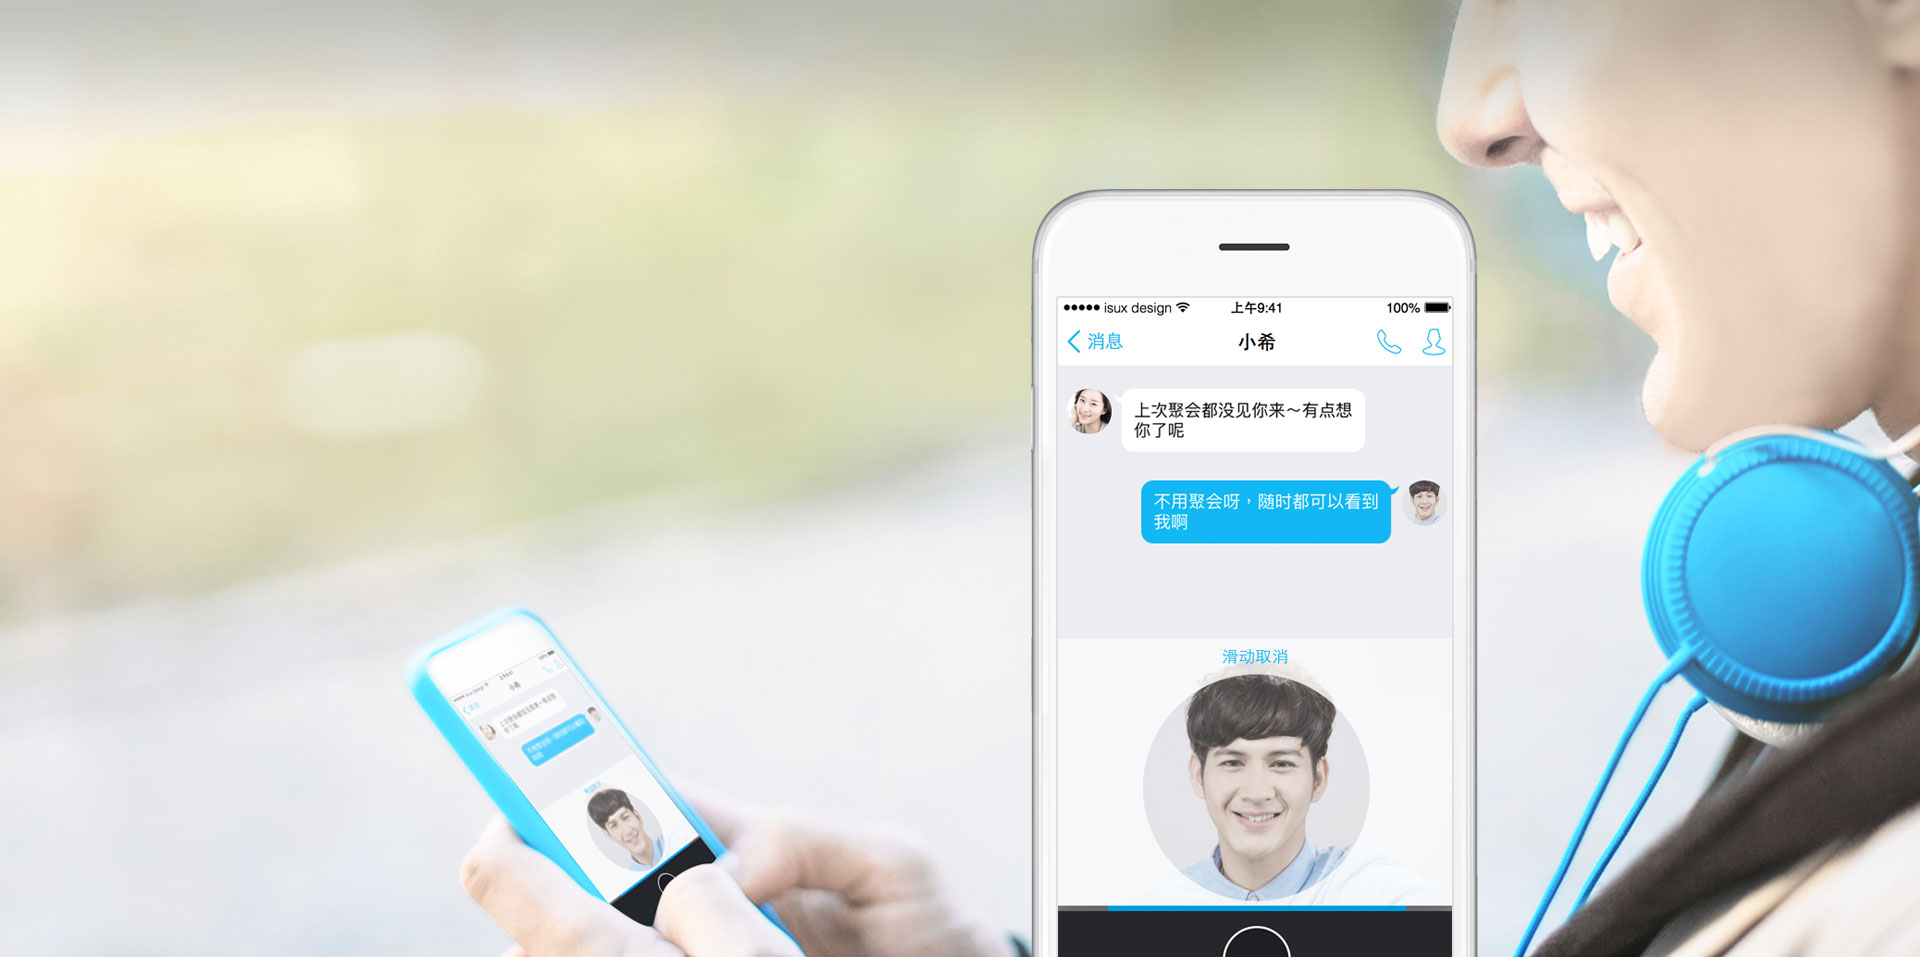 isux design 上午9:41 100%
消息 小希
上次聚会都没见你来～有点想
你了呢
不用聚会呀，随时都可以看到
我啊
滑动取消